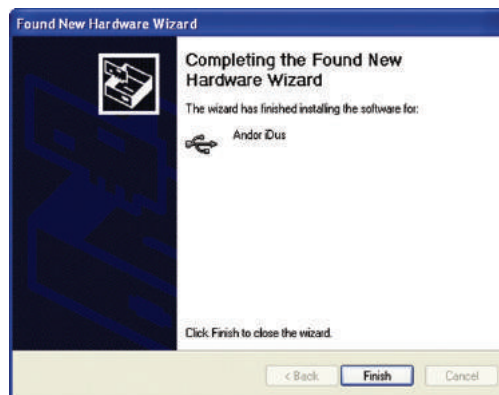 Found New Hardware Wizard
Completing the Found New
Hardware Wizard
The wizard has finished installing the software for:
Andor iDus
Click Finish to close the wizard.
< Back
Finish
Cancel